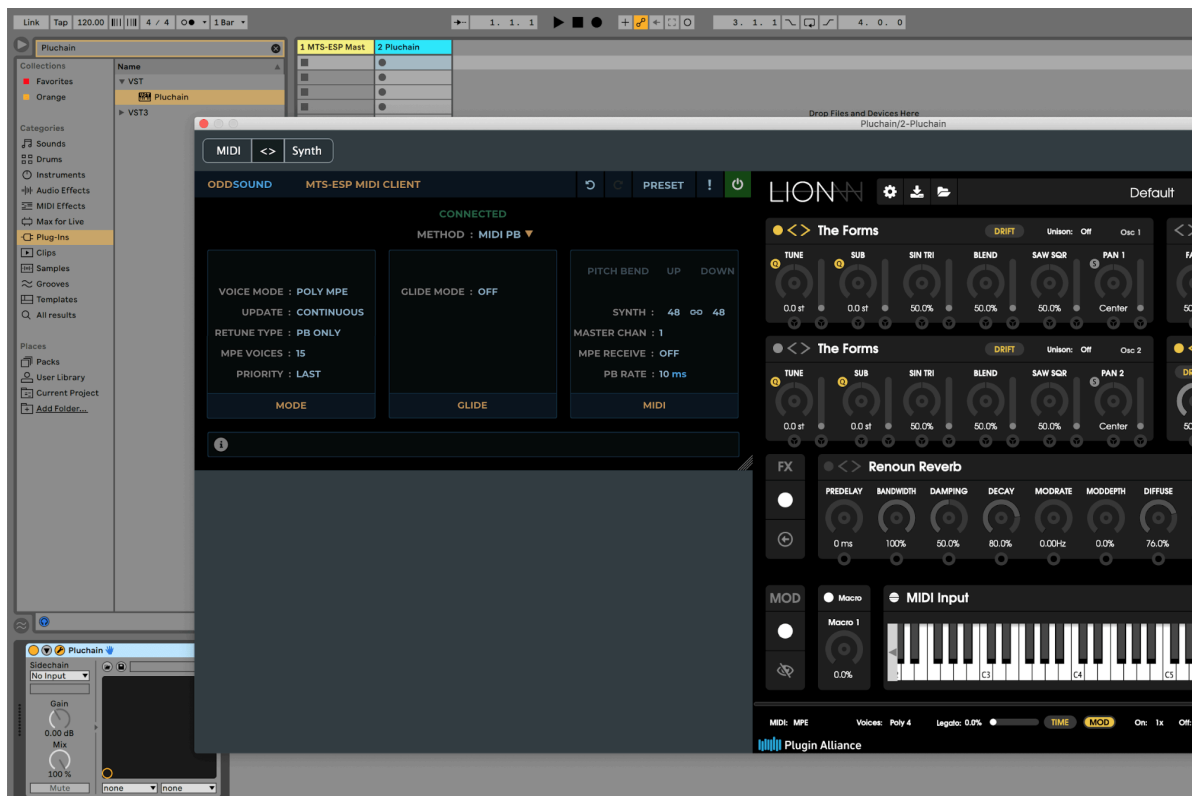 Link Tap 120.00 4 / 4 1 Bar 1. 1. 1 3. 1. 1 4. 0. 0
Pluchain
1 MTS-ESP Mast 2 Pluchain
Collections
Favorites
Orange
Categories
Sounds
Drums
Instruments
Audio Effects
MIDI Effects
Max for Live
Plug-Ins
Clips
Samples
Grooves
Templates
All results
Places
Packs
User Library
Current Project
Add Folder...
Name
VST
Pluchain
VST3
Drop Files and Devices Here
Pluchain/2-Pluchain
MIDI <> Synth
ODDSOUND MTS-ESP MIDI CLIENT PRESET !
CONNECTED
METHOD : MIDI PB
VOICE MODE : POLY MPE
UPDATE : CONTINUOUS
RETUNE TYPE : PB ONLY
MPE VOICES : 15
PRIORITY : LAST
MODE
GLIDE MODE : OFF
GLIDE
PITCH BEND UP DOWN
SYNTH : 48 48
MASTER CHAN : 1
MPE RECEIVE : OFF
PB RATE : 10 ms
MIDI
LION Default
The Forms DRIFT Unison: Off Osc 1
TUNE SUB SIN TRI BLEND SAW SQR PAN 1
0.0 st 0.0 st 50.0% 50.0% 50.0% Center
The Forms DRIFT Unison: Off Osc 2
TUNE SUB SIN TRI BLEND SAW SQR PAN 2
0.0 st 0.0 st 50.0% 50.0% 50.0% Center
FX Renoun Reverb
PREDELAY BANDWIDTH DAMPING DECAY MODRATE MODDEPTH DIFFUSE
0 ms 100% 50.0% 80.0% 0.00Hz 0.0% 76.0%
MOD Macro MIDI Input
Macro 1
0.0%
C3 C4 C5
MIDI: MPE Voices: Poly 4 Legato: 0.0% TIME MOD On: 1x Off:
Plugin Alliance
Pluchain
Sidechain
No Input
Gain
0.00 dB
Mix
100 %
Mute none none